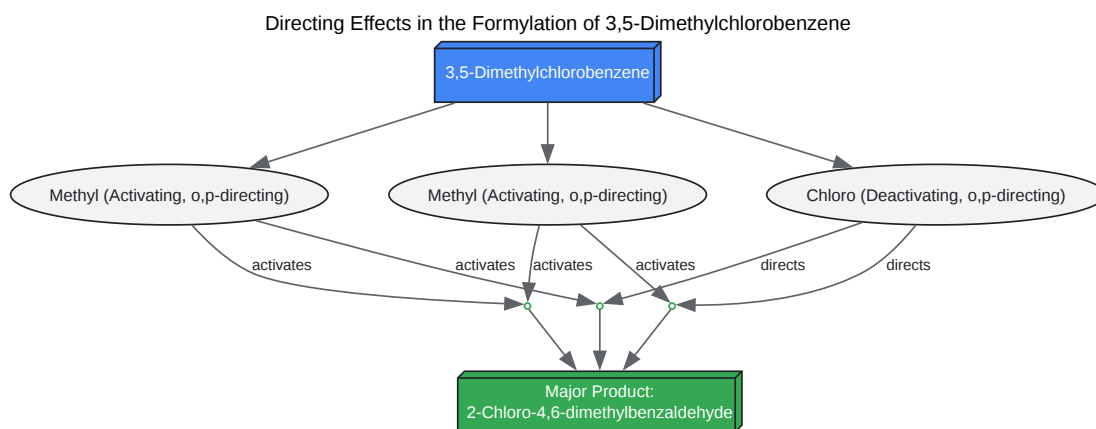 Directing Effects in the Formylation of 3,5-Dimethylchlorobenzene
3,5-Dimethylchlorobenzene
Methyl (Activating, o,p-directing)
Methyl (Activating, o,p-directing)
Chloro (Deactivating, o,p-directing)
activates
activates
activates
activates
directs
directs
Major Product:
2-Chloro-4,6-dimethylbenzaldehyde